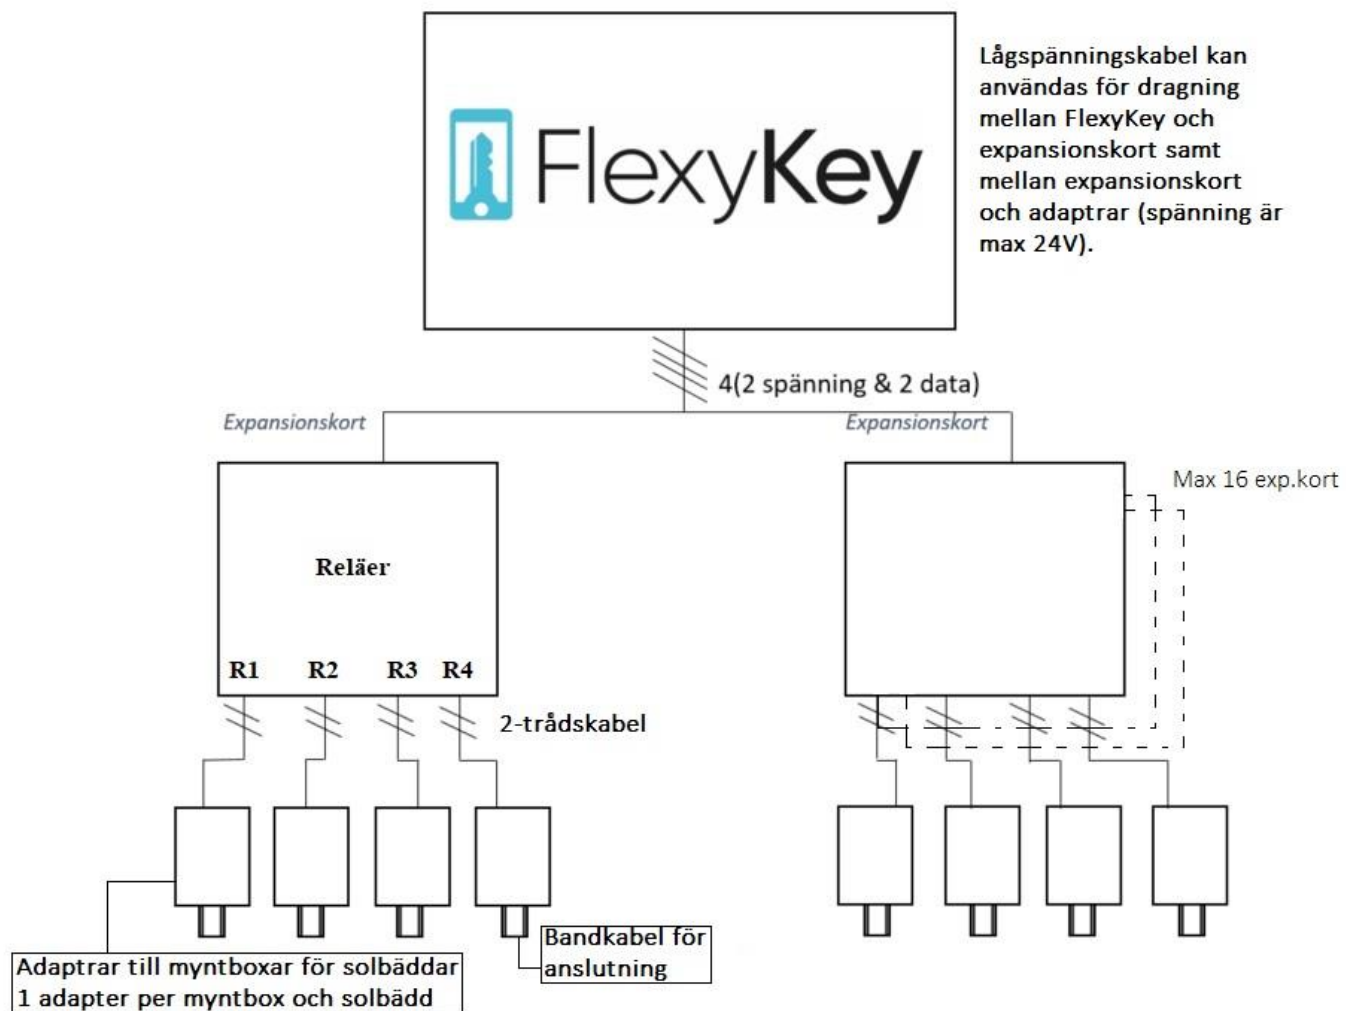 Lågspänningskabel kan
användas för dragning
mellan FlexyKey och
expansionskort samt
mellan expansionskort
och adaptrar (spänning är
max 24V).
FlexyKey
4(2 spänning & 2 data)
Expansionskort
Expansionskort
Max 16 exp.kort
Reläer
R1 R2 R3 R4
2-trådskabel
Bandkabel för
anslutning
Adaptrar till myntboxar för solbäddar
1 adapter per myntbox och solbädd